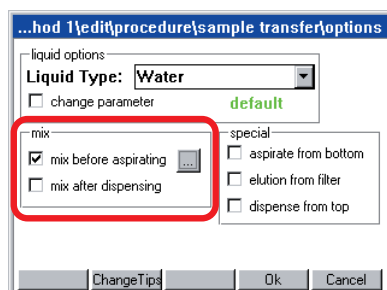 ...hod 1\edit\procedure\sample transfer\options
liquid options
Liquid Type: Water
change parameter default
mix
mix before aspirating ...
mix after dispensing
special
aspirate from bottom
elution from filter
dispense from top
ChangeTips Ok Cancel